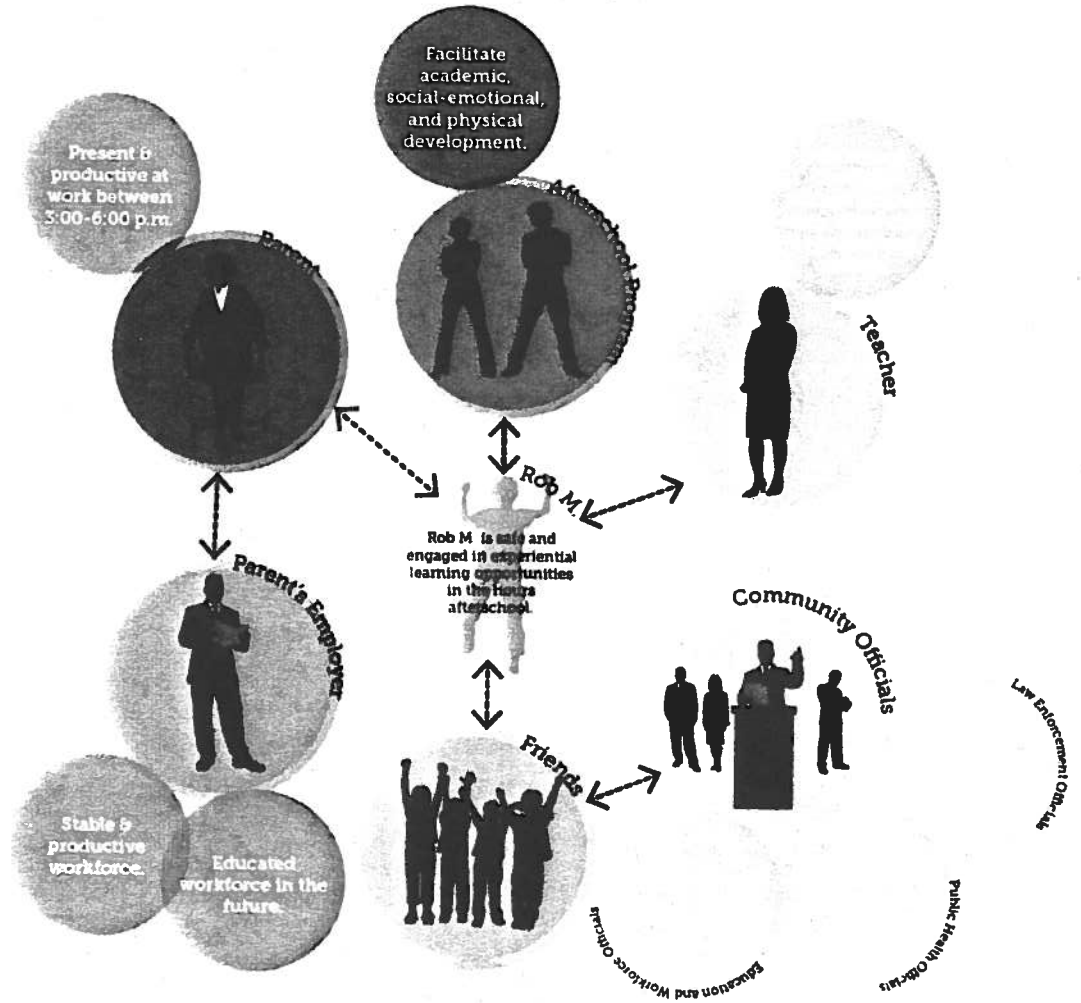 Facilitate
academic,
social-emotional,
and physical
development.
Present &
productive at
work between
3:00-6:00 p.m.
Parent
Afterschool Program
Teacher
Rob M.
Rob M is safe and
engaged in experiential
learning opportunities
in the hours
afterschool.
Parent's Employer
Community Officials
Law Enforcement Officials
Friends
Stable &
productive
workforce.
Educated
workforce in the
future.
Education and Workforce Officials
Public Health Officials